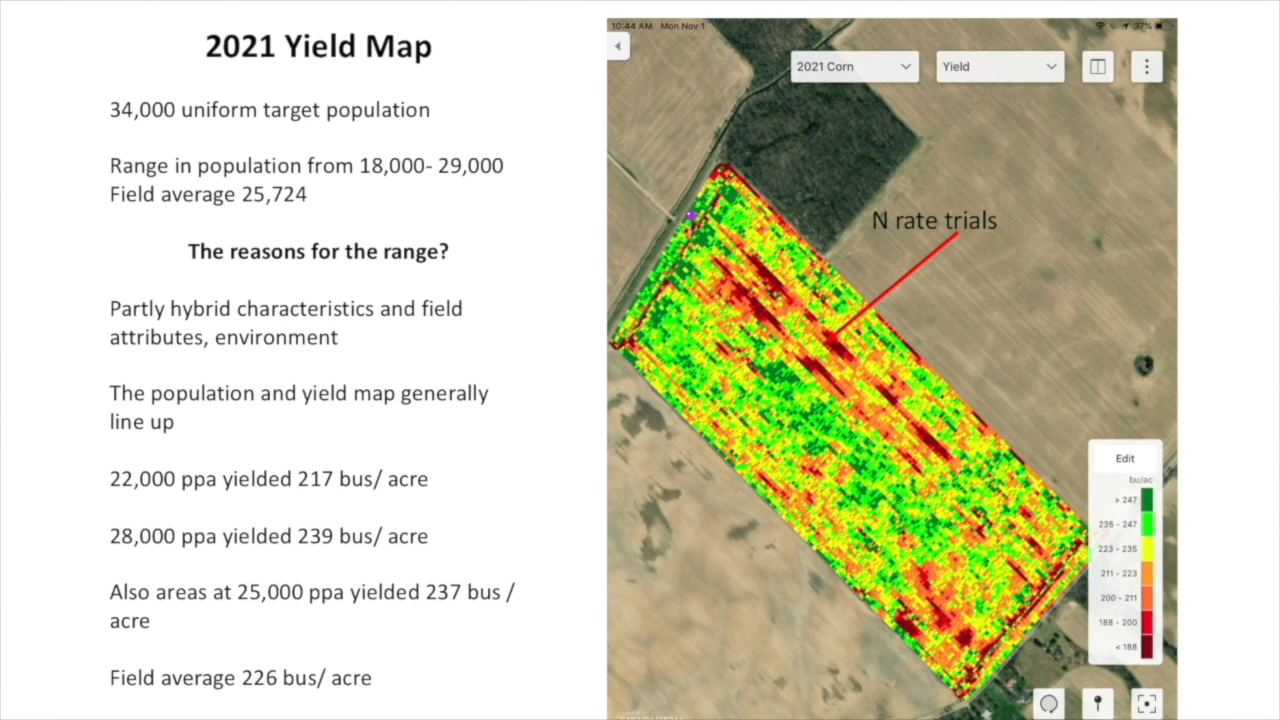 2021 Yield Map
34,000 uniform target population
Range in population from 18,000- 29,000
Field average 25,724
The reasons for the range?
Partly hybrid characteristics and field
attributes, environment
The population and yield map generally
line up
22,000 ppa yielded 217 bus/ acre
28,000 ppa yielded 239 bus/ acre
Also areas at 25,000 ppa yielded 237 bus /
acre
Field average 226 bus/ acre
10:44 AM Mon Nov 1
37%
2021 Corn
Yield
N rate trials
Edit
bu/ac
> 247
235 - 247
223 - 235
211 - 223
200 - 211
188 - 200
< 188